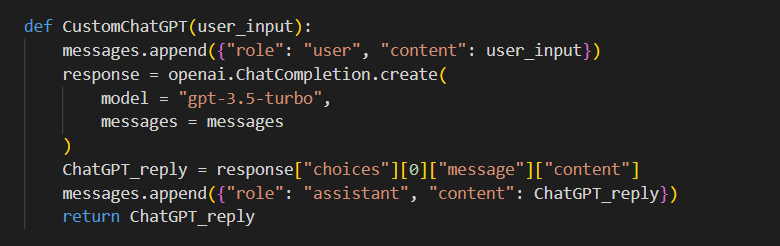 def CustomChatGPT(user_input):
    messages.append({"role": "user", "content": user_input})
    response = openai.ChatCompletion.create(
        model = "gpt-3.5-turbo",
        messages = messages
    )
    ChatGPT_reply = response["choices"][0]["message"]["content"]
    messages.append({"role": "assistant", "content": ChatGPT_reply})
    return ChatGPT_reply